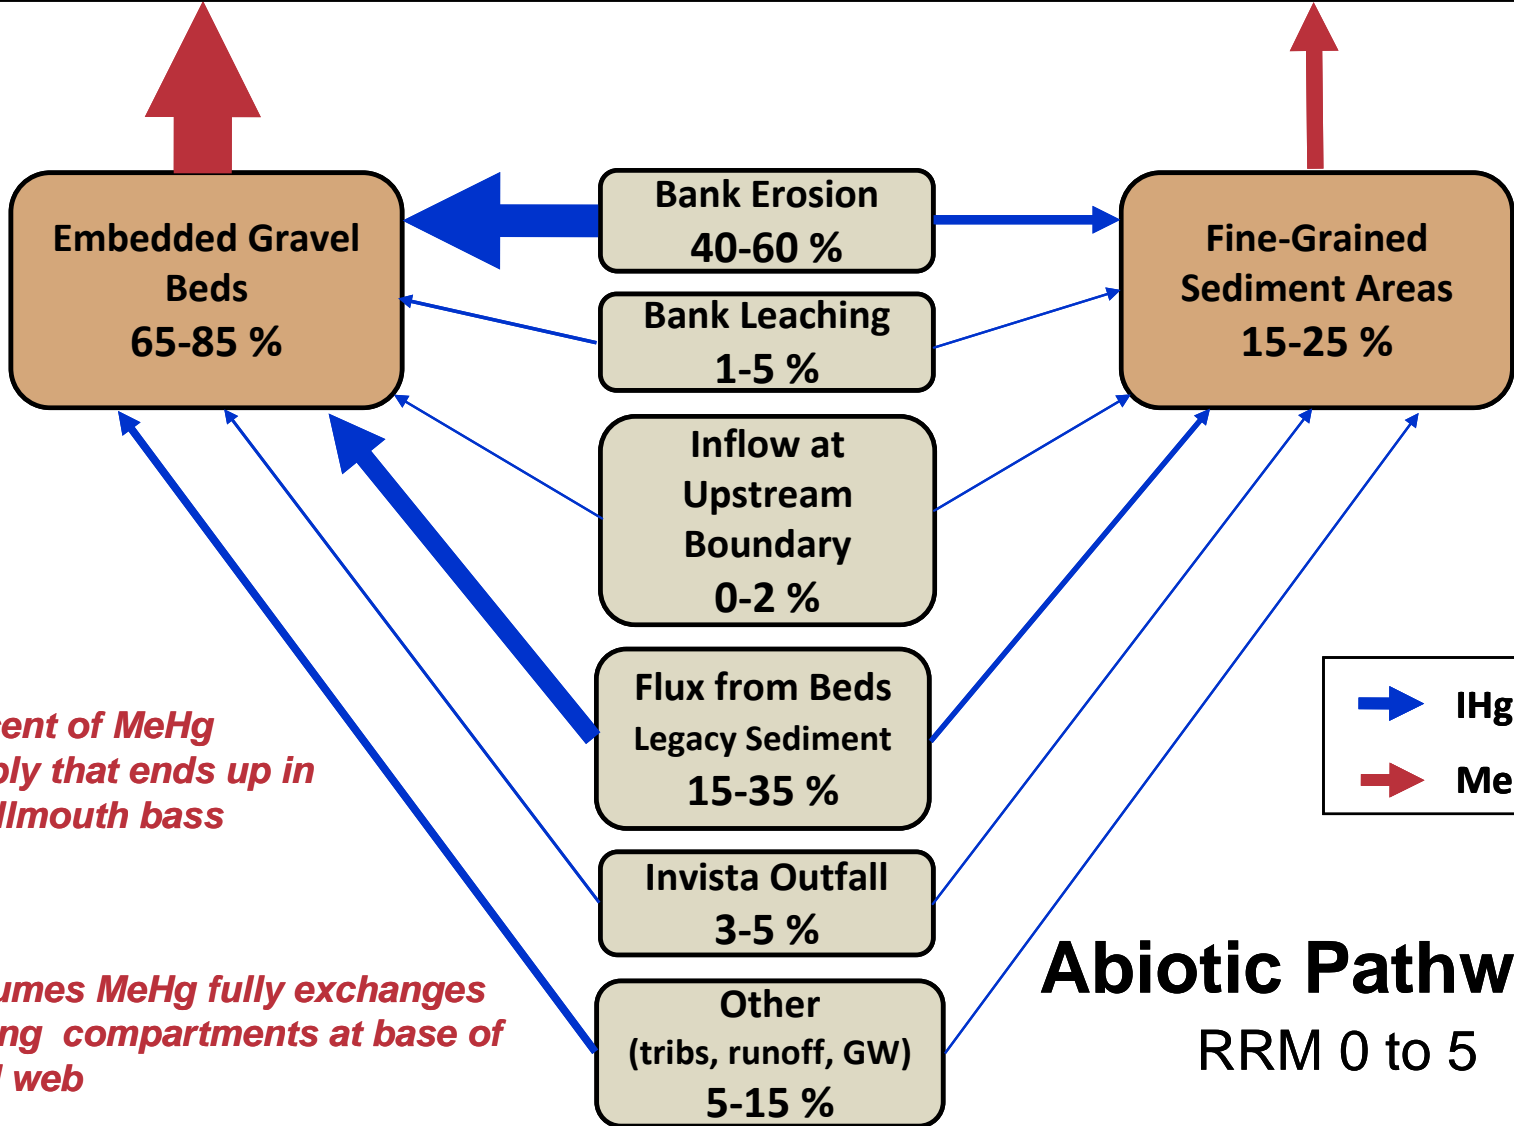 Embedded Gravel
Beds
65-85 %
Bank Erosion
40-60 %
Fine-Grained
Sediment Areas
15-25 %
Bank Leaching
1-5 %
Inflow at
Upstream
Boundary
0-2 %
Flux from Beds
Legacy Sediment
15-35 %
Invista Outfall
3-5 %
Other
(tribs, runoff, GW)
5-15 %
cent of MeHg
ply that ends up in
llmouth bass
umes MeHg fully exchanges
ng compartments at base of
web
IHg
Me
Abiotic Pathw
RRM 0 to 5